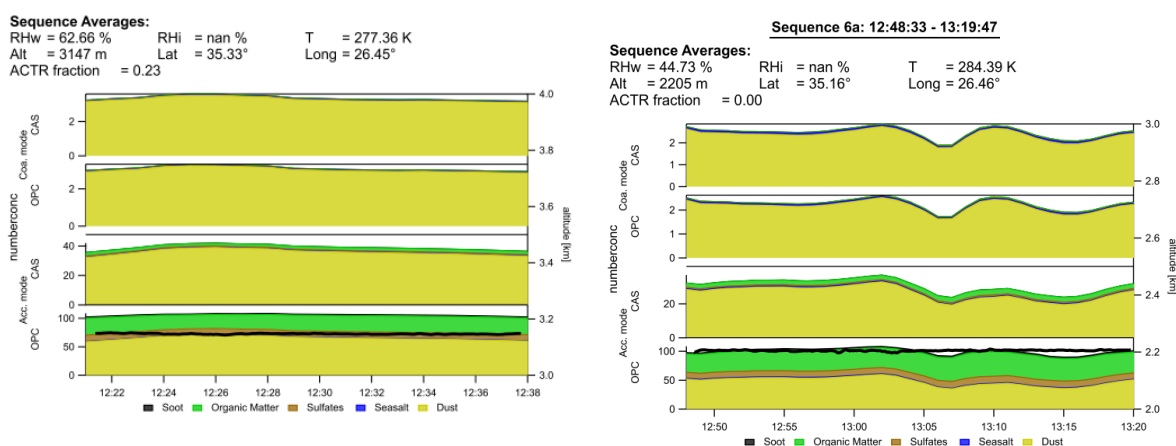 Sequence Averages:
RHw = 62.66 % RHi = nan % T = 277.36 K
Alt = 3147 m Lat = 35.33° Long = 26.45°
ACTR fraction = 0.23
numberconc
Coa. mode
CAS
OPC
Acc. mode
CAS
OPC
2
0
2
0
40
20
0
100
50
0
4.0
3.8
3.6
3.4
3.2
3.0
altitude [km]
12:22 12:24 12:26 12:28 12:30 12:32 12:34 12:36 12:38
Soot Organic Matter Sulfates Seasalt Dust
Sequence 6a: 12:48:33 - 13:19:47
Sequence Averages:
RHw = 44.73 % RHi = nan % T = 284.39 K
Alt = 2205 m Lat = 35.16° Long = 26.46°
ACTR fraction = 0.00
numberconc
Coa. mode
CAS
OPC
Acc. mode
CAS
OPC
2
1
0
2
1
0
20
0
100
50
0
3.0
2.8
2.6
2.4
2.2
2.0
altitude [km]
12:50 12:55 13:00 13:05 13:10 13:15 13:20
Soot Organic Matter Sulfates Seasalt Dust